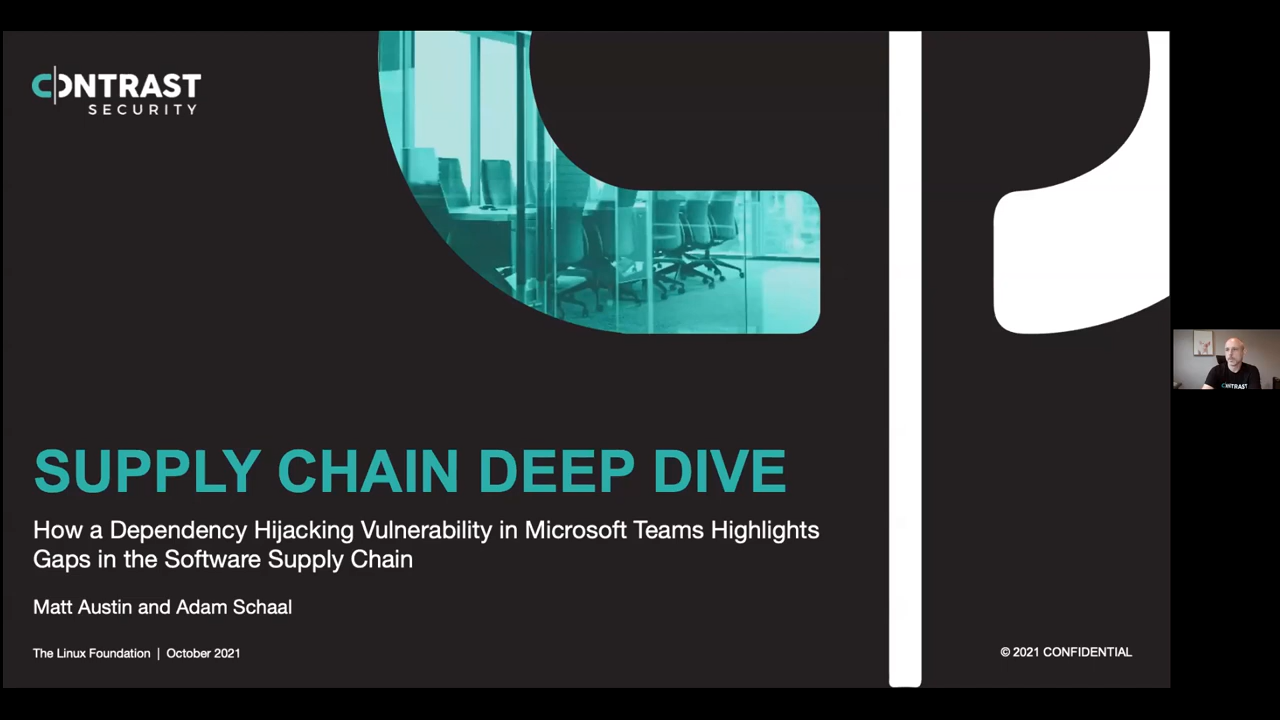 CONTRAST
SECURITY
SUPPLY CHAIN DEEP DIVE
How a Dependency Hijacking Vulnerability in Microsoft Teams Highlights
Gaps in the Software Supply Chain
Matt Austin and Adam Schaal
The Linux Foundation | October 2021
© 2021 CONFIDENTIAL
CONTRAST